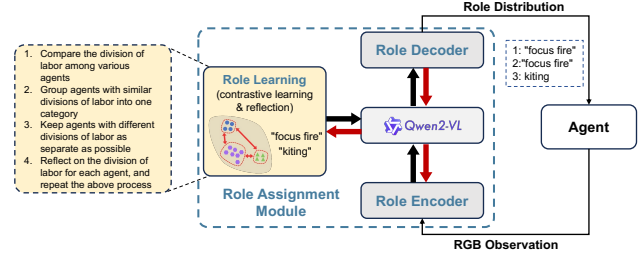 Role Distribution
1. Compare the division of
labor among various
agents
2. Group agents with similar
divisions of labor into one
category
3. Keep agents with different
divisions of labor as
separate as possible
4. Reflect on the division of
labor for each agent, and
repeat the above process
Role Learning
(contrastive learning
& reflection)
"focus fire"
"kiting"
Role Assignment
Module
Role Decoder
Qwen2-VL
Role Encoder
1: "focus fire"
2:"focus fire"
3: kiting
Agent
RGB Observation